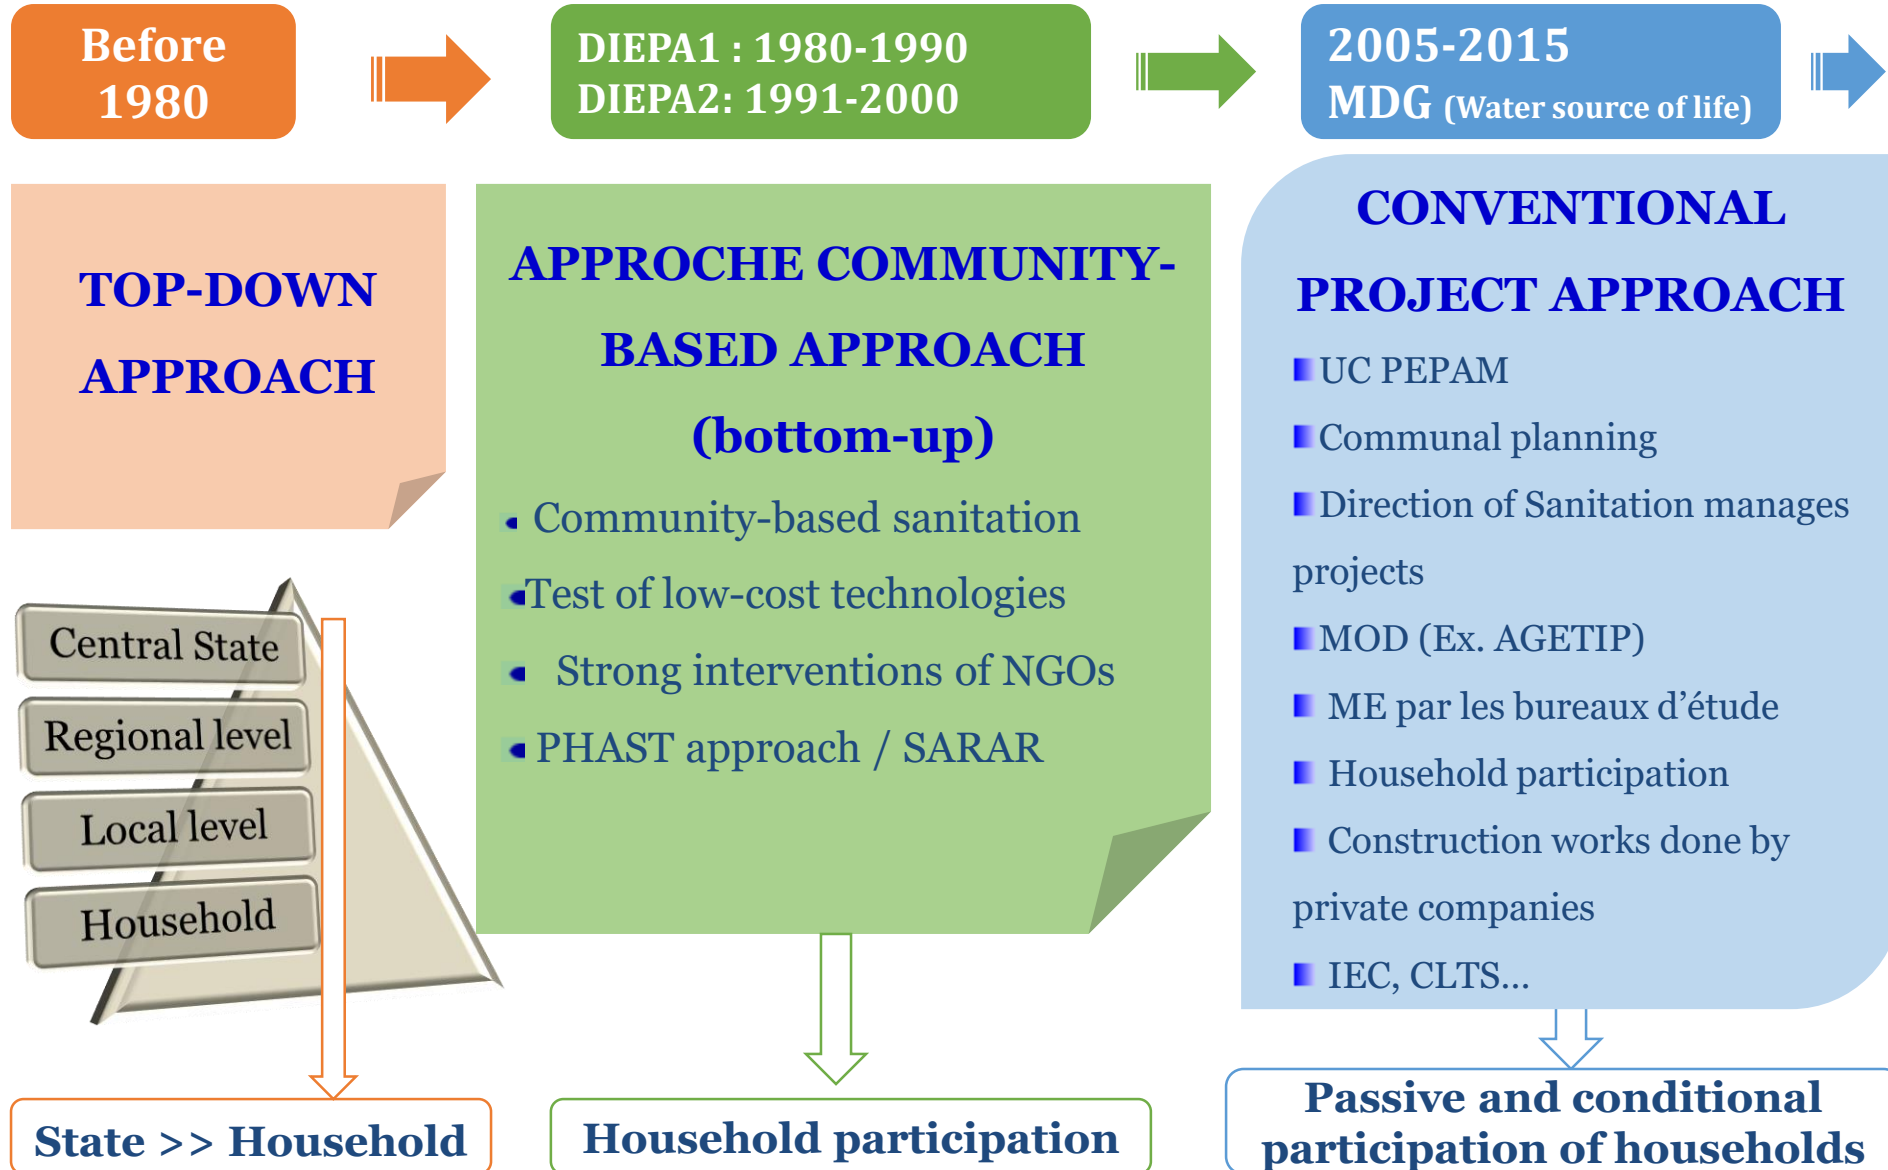 Before
1980
DIEPA1 : 1980-1990
DIEPA2: 1991-2000
2005-2015
MDG (Water source of life)
TOP-DOWN
APPROACH
Central State
Regional level
Local level
Household
State >> Household
APPROCHE COMMUNITY-
BASED APPROACH
(bottom-up)
Community-based sanitation
Test of low-cost technologies
Strong interventions of NGOs
PHAST approach / SARAR
Household participation
CONVENTIONAL
PROJECT APPROACH
UC PEPAM
Communal planning
Direction of Sanitation manages
projects
MOD (Ex. AGETIP)
ME par les bureaux d’étude
Household participation
Construction works done by
private companies
IEC, CLTS...
Passive and conditional
participation of households